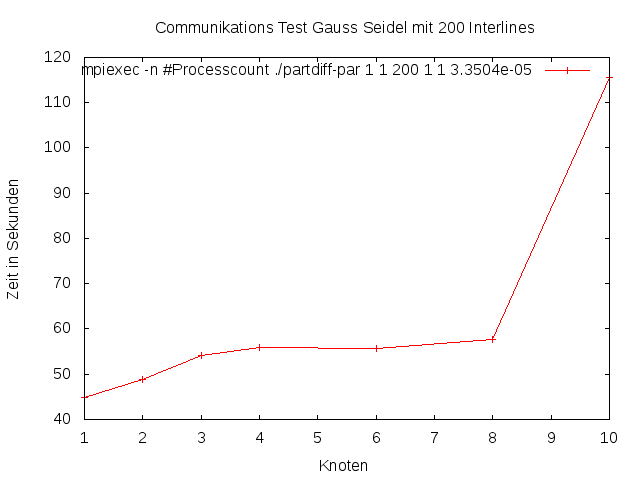 Communikations Test Gauss Seidel mit 200 Interlines
mpiexec -n #Processcount ./partdiff-par 1 1 200 1 1 3.3504e-05
120
110
100
90
80
70
60
50
40
Zeit in Sekunden
1 2 3 4 5 6 7 8 9 10
Knoten